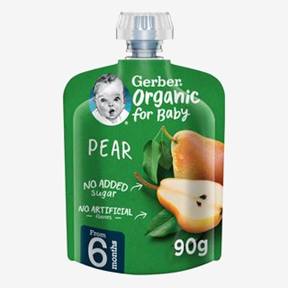 Gerber
Organic
for Baby
PEAR
NO ADDED
Sugar
NO ARTIFICIAL
flavors
From
6
months
90g